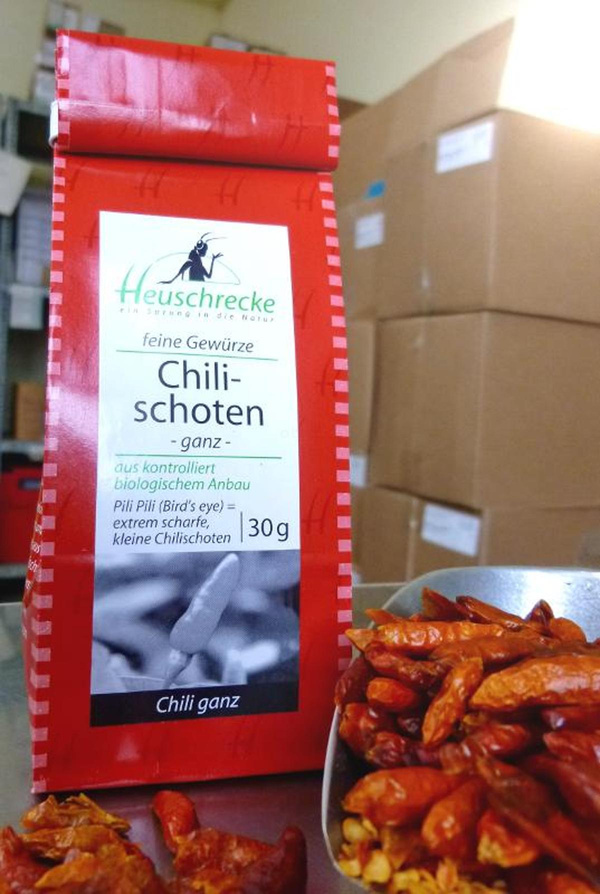 Heuschrecke
ein Sprung in die Natur
feine Gewürze
Chili-
schoten
- ganz -
aus kontrolliert
biologischem Anbau
Pili Pili (Bird's eye) =
extrem scharfe,
kleine Chilischoten
30 g
Chili ganz